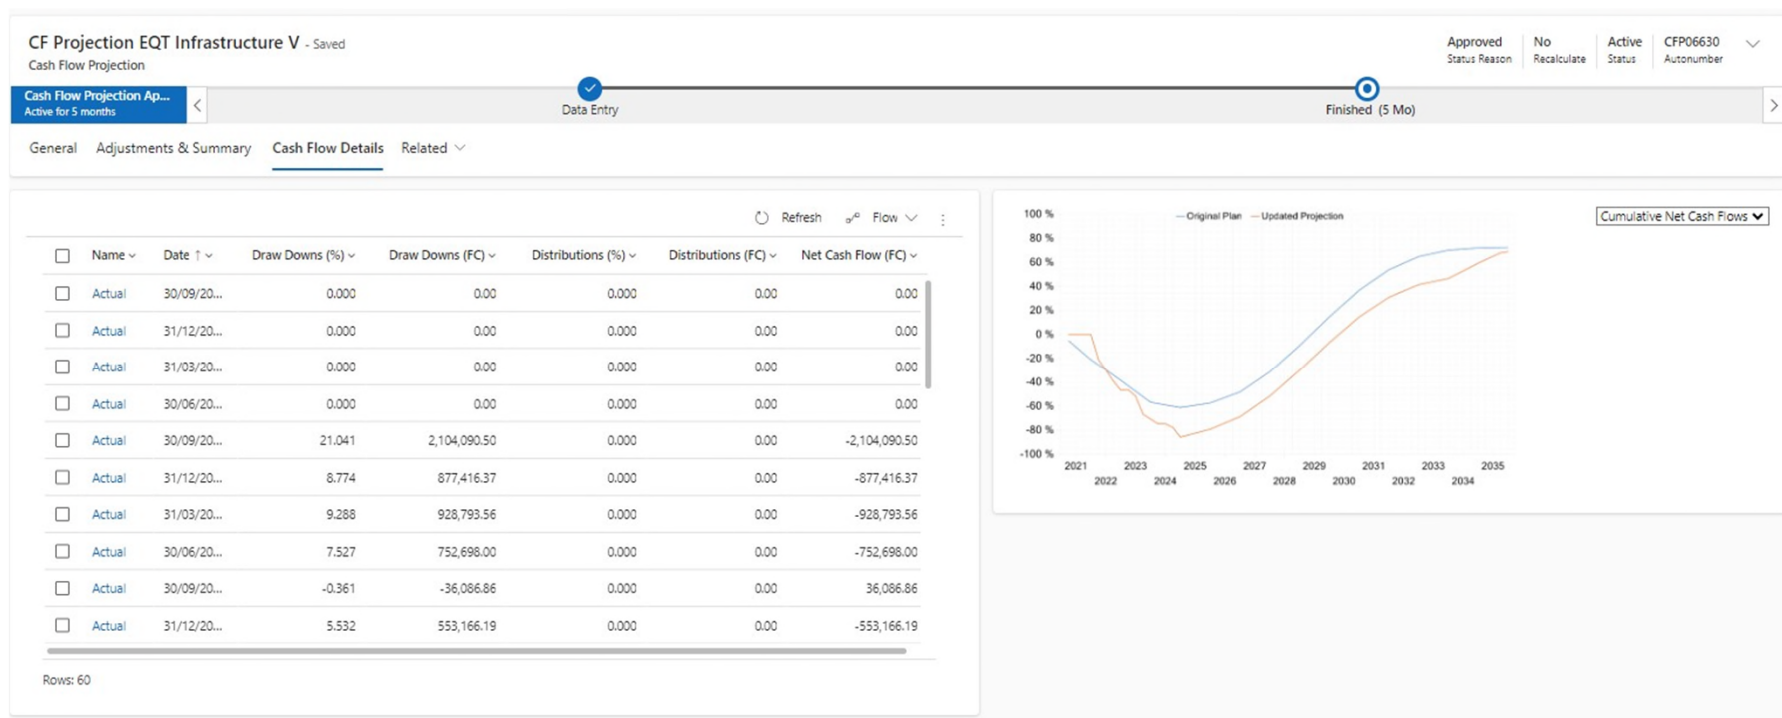 CF Projection EQT Infrastructure V - Saved
Cash Flow Projection
Approved No Active CFP06630
Status Reason Recalculate Status Autonumber
Cash Flow Projection Ap...
Active for 5 months
Data Entry
Finished (5 Mo)
General Adjustments & Summary Cash Flow Details Related
Refresh Flow
Name Date ↑ Draw Downs (%) Draw Downs (FC) Distributions (%) Distributions (FC) Net Cash Flow (FC)
Actual 30/09/20... 0.000 0.00 0.000 0.00 0.00
Actual 31/12/20... 0.000 0.00 0.000 0.00 0.00
Actual 31/03/20... 0.000 0.00 0.000 0.00 0.00
Actual 30/06/20... 0.000 0.00 0.000 0.00 0.00
Actual 30/09/20... 21.041 2,104,090.50 0.000 0.00 -2,104,090.50
Actual 31/12/20... 8.774 877,416.37 0.000 0.00 -877,416.37
Actual 31/03/20... 9.288 928,793.56 0.000 0.00 -928,793.56
Actual 30/06/20... 7.527 752,698.00 0.000 0.00 -752,698.00
Actual 30/09/20... -0.361 -36,086.86 0.000 0.00 36,086.86
Actual 31/12/20... 5.532 553,166.19 0.000 0.00 -553,166.19
Rows: 60
Original Plan Updated Projection
Cumulative Net Cash Flows
100 %
80 %
60 %
40 %
20 %
0 %
-20 %
-40 %
-60 %
-80 %
-100 %
2021 2023 2025 2027 2029 2031 2033 2035
2022 2024 2026 2028 2030 2032 2034